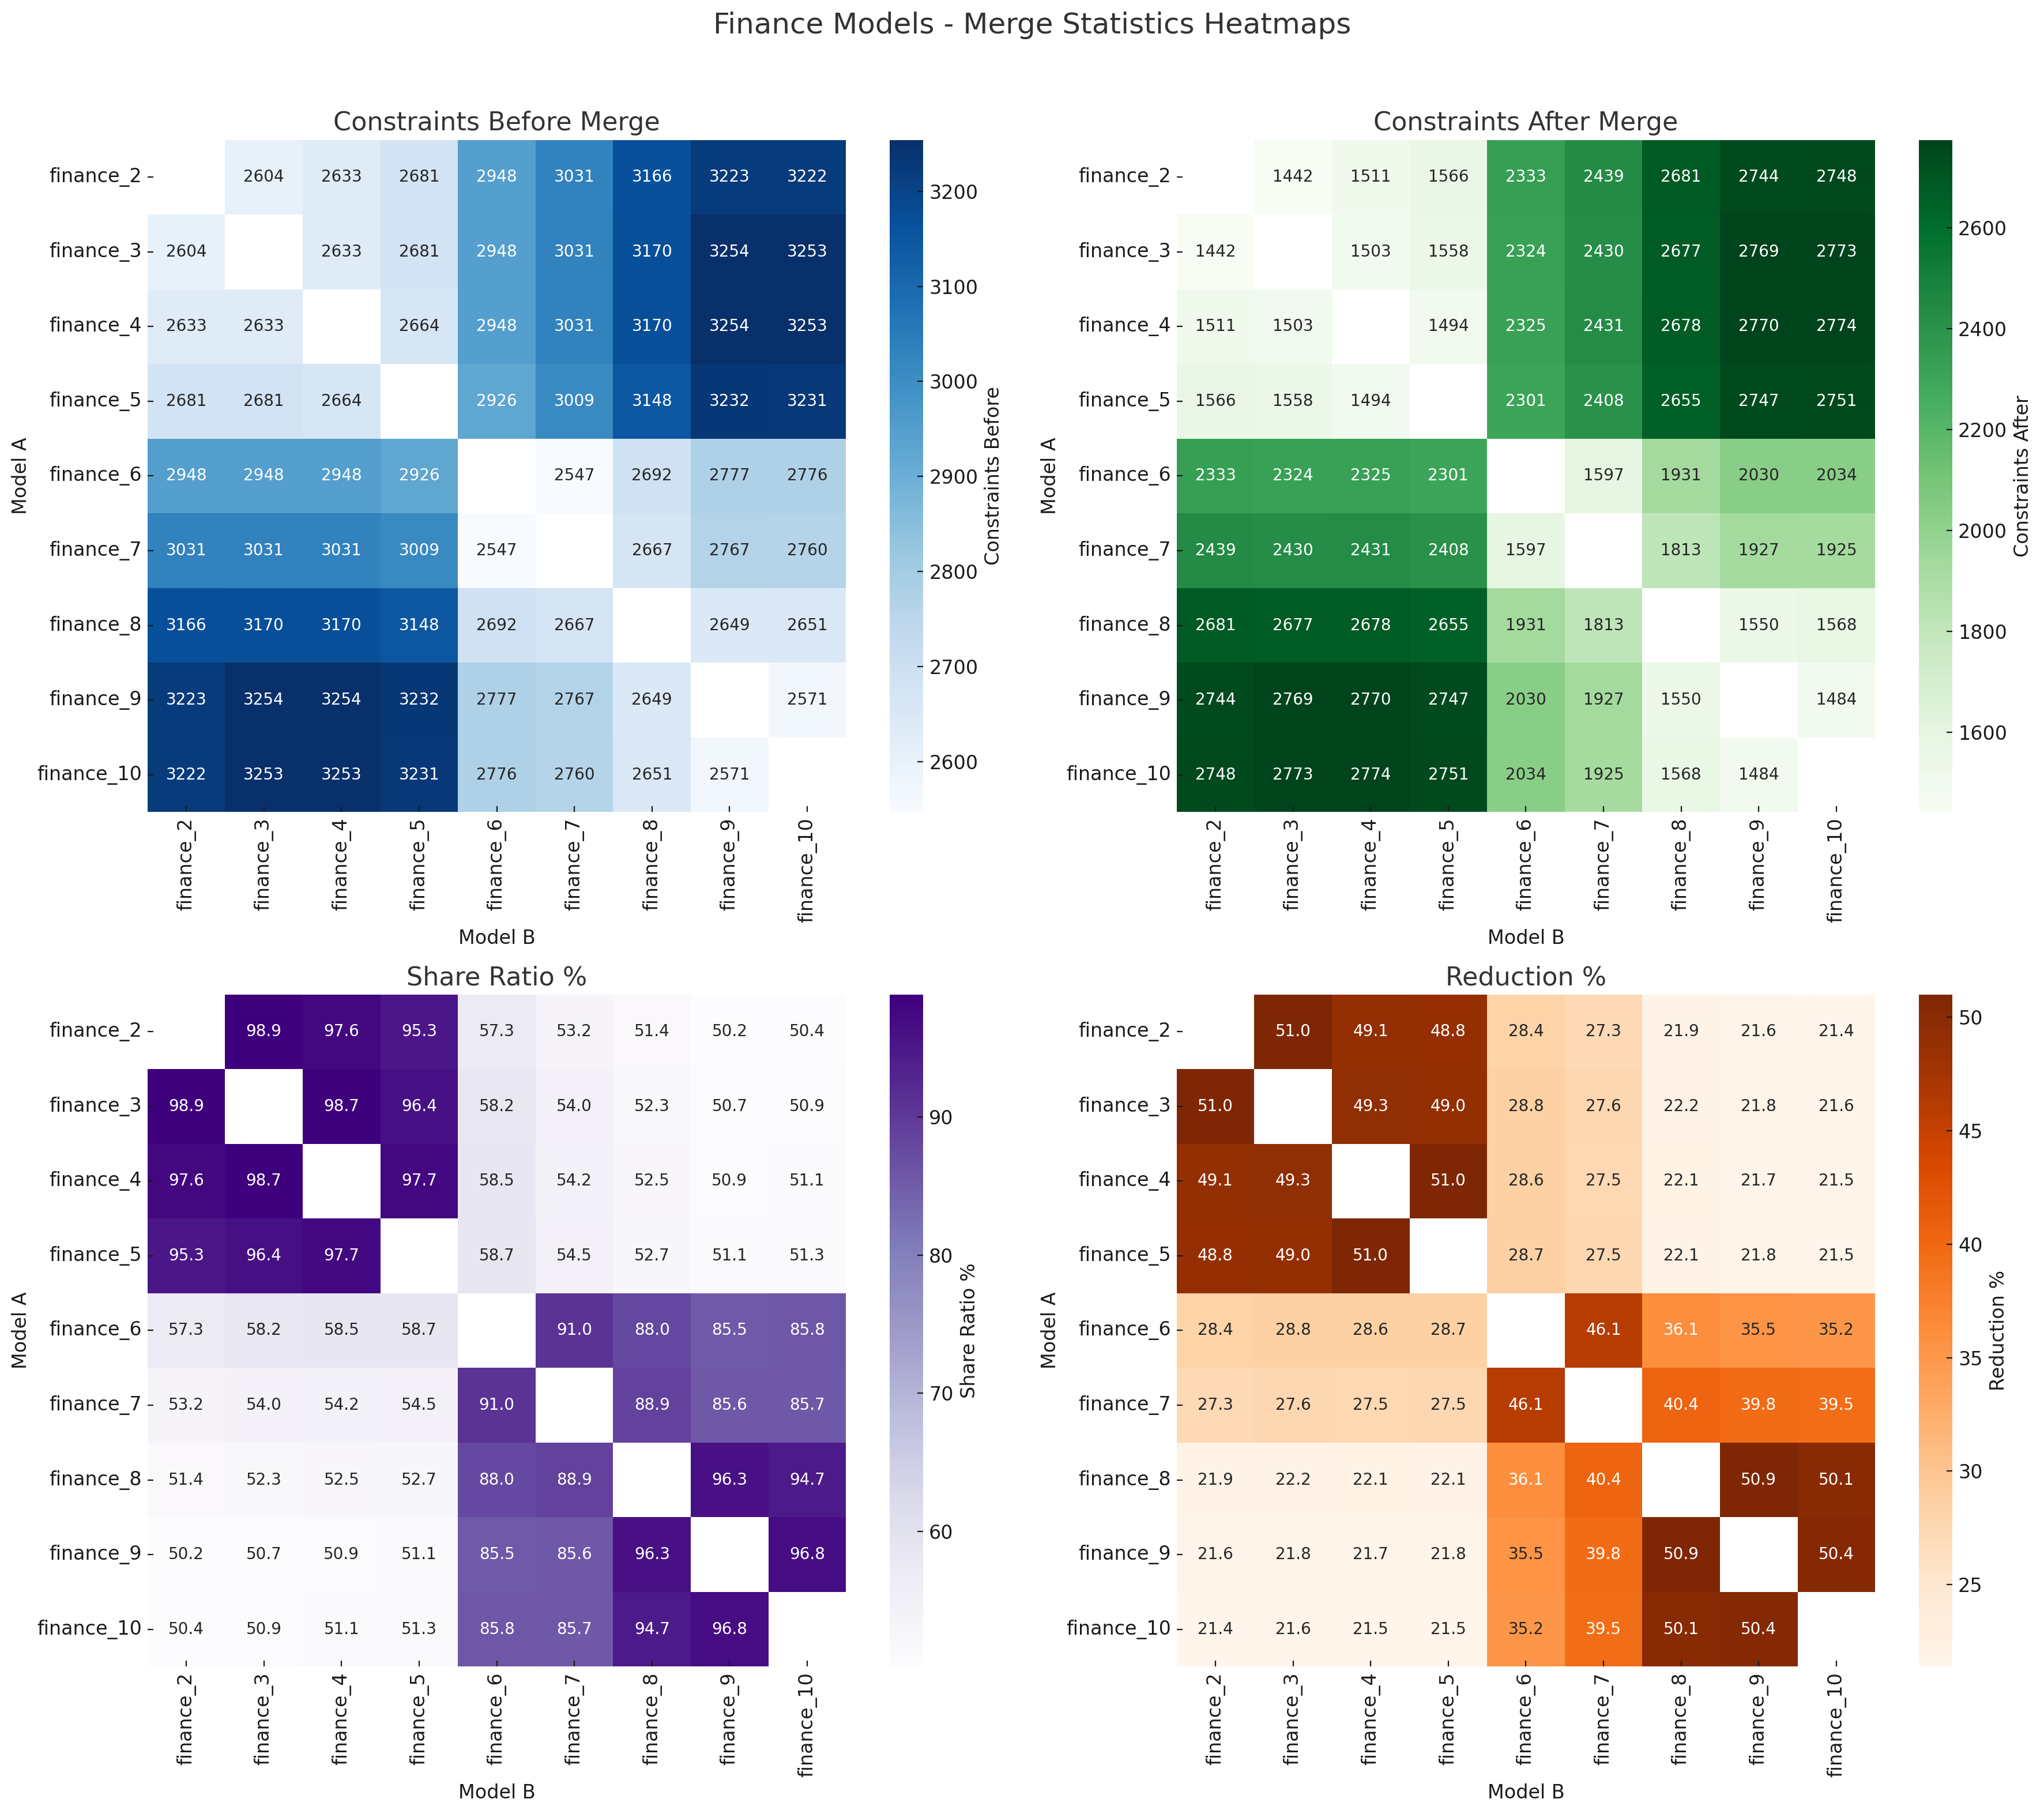 Finance Models - Merge Statistics Heatmaps
Constraints Before Merge
finance_2 2604 2633 2681 2948 3031 3166 3223 3222
finance_3 2604 2633 2681 2948 3031 3170 3254 3253
finance_4 2633 2633 2664 2948 3031 3170 3254 3253
finance_5 2681 2681 2664 2926 3009 3148 3232 3231
finance_6 2948 2948 2948 2926 2547 2692 2777 2776
finance_7 3031 3031 3031 3009 2547 2667 2767 2760
finance_8 3166 3170 3170 3148 2692 2667 2649 2651
finance_9 3223 3254 3254 3232 2777 2767 2649 2571
finance_10 3222 3253 3253 3231 2776 2760 2651 2571
Model A
finance_2 finance_3 finance_4 finance_5 finance_6 finance_7 finance_8 finance_9 finance_10
Model B
3200
3100
3000
2900
2800
2700
2600
Constraints Before
Constraints After Merge
finance_2 1442 1511 1566 2333 2439 2681 2744 2748
finance_3 1442 1503 1558 2324 2430 2677 2769 2773
finance_4 1511 1503 1494 2325 2431 2678 2770 2774
finance_5 1566 1558 1494 2301 2408 2655 2747 2751
finance_6 2333 2324 2325 2301 1597 1931 2030 2034
finance_7 2439 2430 2431 2408 1597 1813 1927 1925
finance_8 2681 2677 2678 2655 1931 1813 1550 1568
finance_9 2744 2769 2770 2747 2030 1927 1550 1484
finance_10 2748 2773 2774 2751 2034 1925 1568 1484
Model A
finance_2 finance_3 finance_4 finance_5 finance_6 finance_7 finance_8 finance_9 finance_10
Model B
2600
2400
2200
2000
1800
1600
Constraints After
Share Ratio %
finance_2 98.9 97.6 95.3 57.3 53.2 51.4 50.2 50.4
finance_3 98.9 98.7 96.4 58.2 54.0 52.3 50.7 50.9
finance_4 97.6 98.7 97.7 58.5 54.2 52.5 50.9 51.1
finance_5 95.3 96.4 97.7 58.7 54.5 52.7 51.1 51.3
finance_6 57.3 58.2 58.5 58.7 91.0 88.0 85.5 85.8
finance_7 53.2 54.0 54.2 54.5 91.0 88.9 85.6 85.7
finance_8 51.4 52.3 52.5 52.7 88.0 88.9 96.3 94.7
finance_9 50.2 50.7 50.9 51.1 85.5 85.6 96.3 96.8
finance_10 50.4 50.9 51.1 51.3 85.8 85.7 94.7 96.8
Model A
finance_2 finance_3 finance_4 finance_5 finance_6 finance_7 finance_8 finance_9 finance_10
Model B
90
80
70
60
Share Ratio %
Reduction %
finance_2 51.0 49.1 48.8 28.4 27.3 21.9 21.6 21.4
finance_3 51.0 49.3 49.0 28.8 27.6 22.2 21.8 21.6
finance_4 49.1 49.3 51.0 28.6 27.5 22.1 21.7 21.5
finance_5 48.8 49.0 51.0 28.7 27.5 22.1 21.8 21.5
finance_6 28.4 28.8 28.6 28.7 46.1 36.1 35.5 35.2
finance_7 27.3 27.6 27.5 27.5 46.1 40.4 39.8 39.5
finance_8 21.9 22.2 22.1 22.1 36.1 40.4 50.9 50.1
finance_9 21.6 21.8 21.7 21.8 35.5 39.8 50.9 50.4
finance_10 21.4 21.6 21.5 21.5 35.2 39.5 50.1 50.4
Model A
finance_2 finance_3 finance_4 finance_5 finance_6 finance_7 finance_8 finance_9 finance_10
Model B
50
45
40
35
30
25
Reduction %